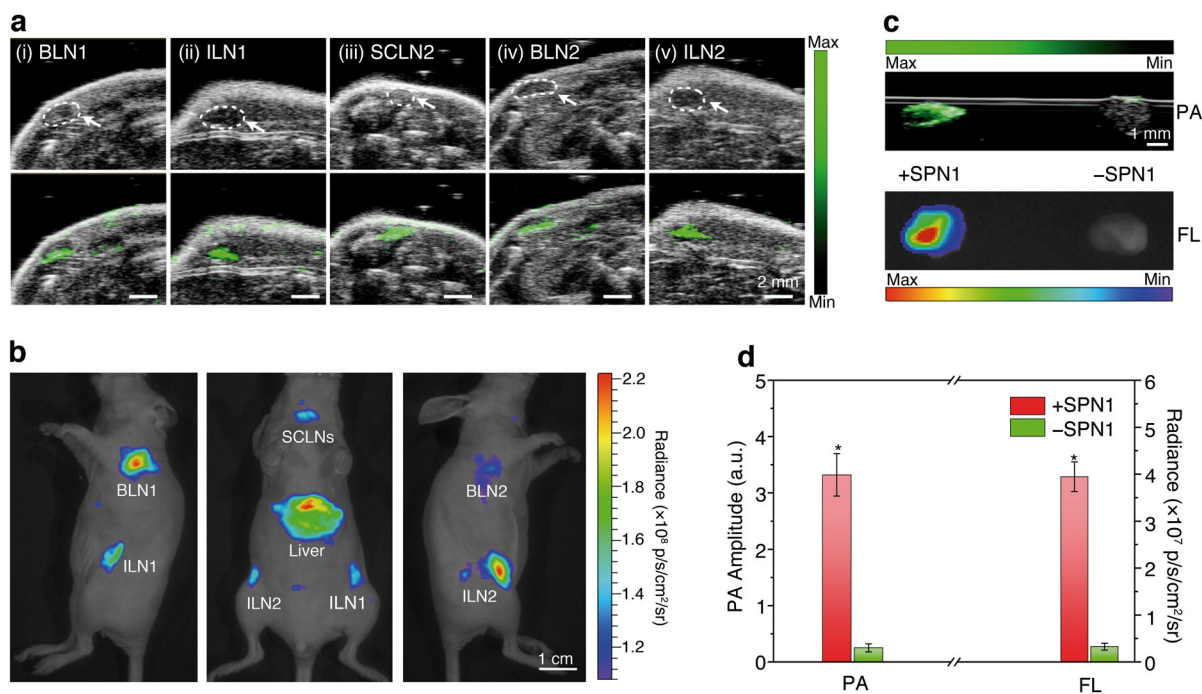 a
(i) BLN1
(ii) ILN1
(iii) SCLN2
(iv) BLN2
(v) ILN2
Max
Min
2 mm
b
BLN1
ILN1
SCLNs
Liver
ILN2
ILN1
BLN2
ILN2
1 cm
2.2
2.0
1.8
1.6
1.4
1.2
Radiance (×10⁸ p/s/cm²/sr)
c
Max Min
PA
1 mm
+SPN1 −SPN1
FL
Max Min
d
5
4
3
2
1
0
PA Amplitude (a.u.)
*
*
+SPN1
−SPN1
6
5
4
3
2
1
0
Radiance (×10⁷ p/s/cm²/sr)
PA FL